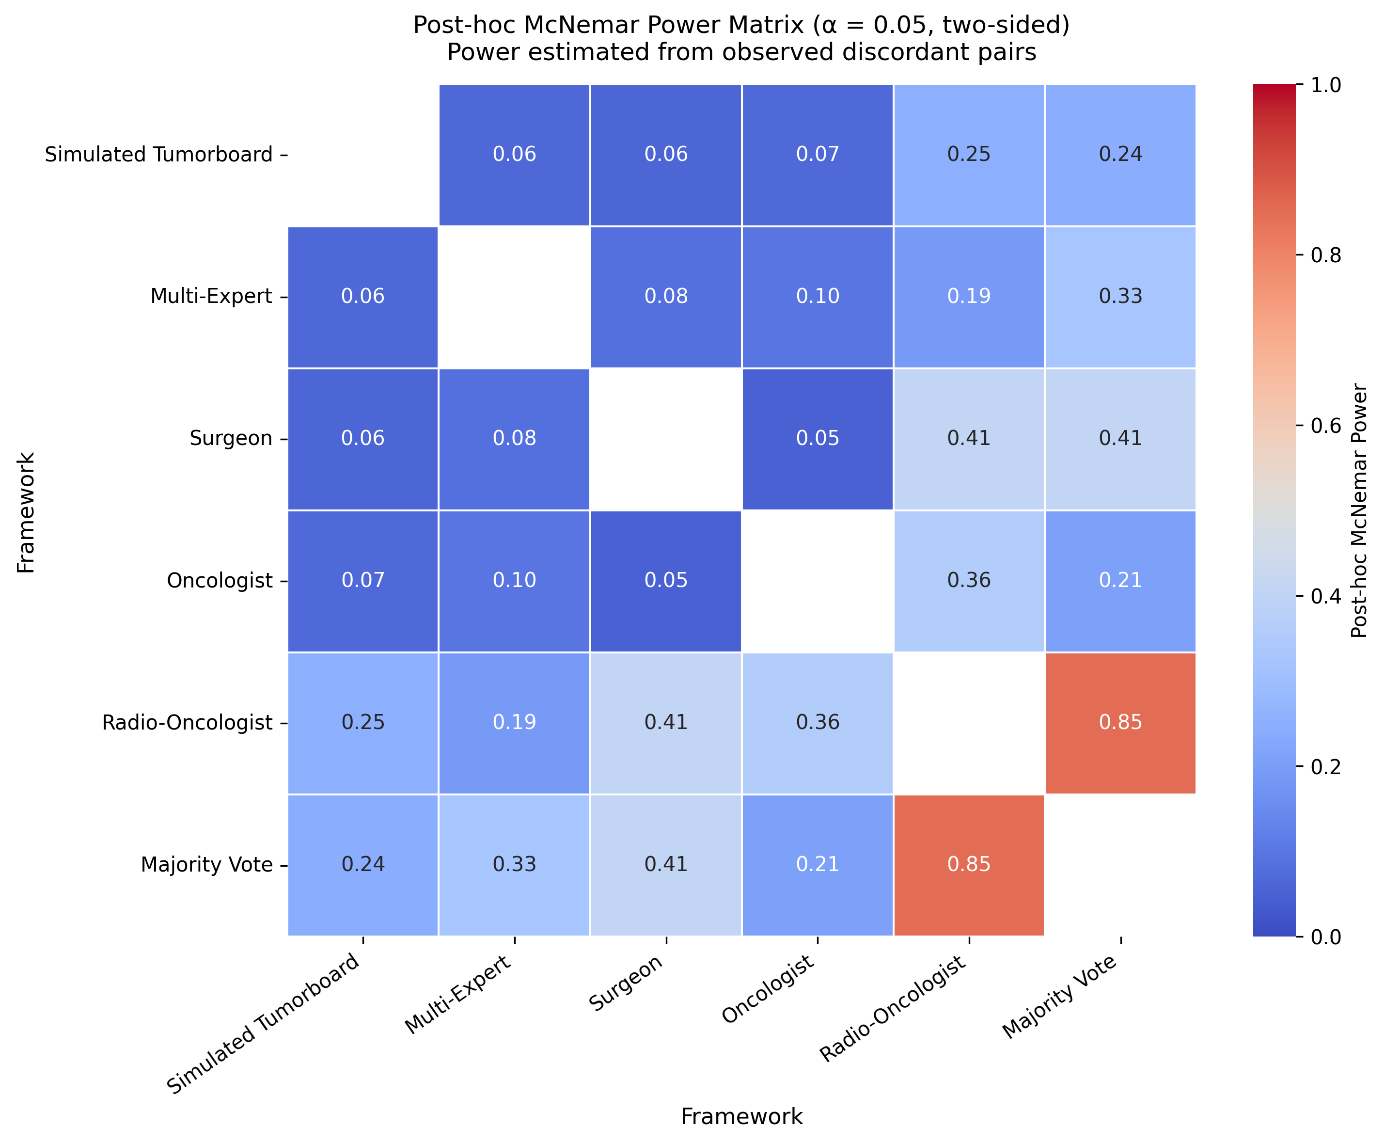 Post-hoc McNemar Power Matrix (α = 0.05, two-sided)
Power estimated from observed discordant pairs
Simulated Tumorboard 0.06 0.06 0.07 0.25 0.24
Multi-Expert 0.06 0.08 0.10 0.19 0.33
Surgeon 0.06 0.08 0.05 0.41 0.41
Oncologist 0.07 0.10 0.05 0.36 0.21
Radio-Oncologist 0.25 0.19 0.41 0.36 0.85
Majority Vote 0.24 0.33 0.41 0.21 0.85
Framework
Simulated Tumorboard
Multi-Expert
Surgeon
Oncologist
Radio-Oncologist
Majority Vote
Framework
1.0
0.8
0.6
0.4
0.2
0.0
Post-hoc McNemar Power